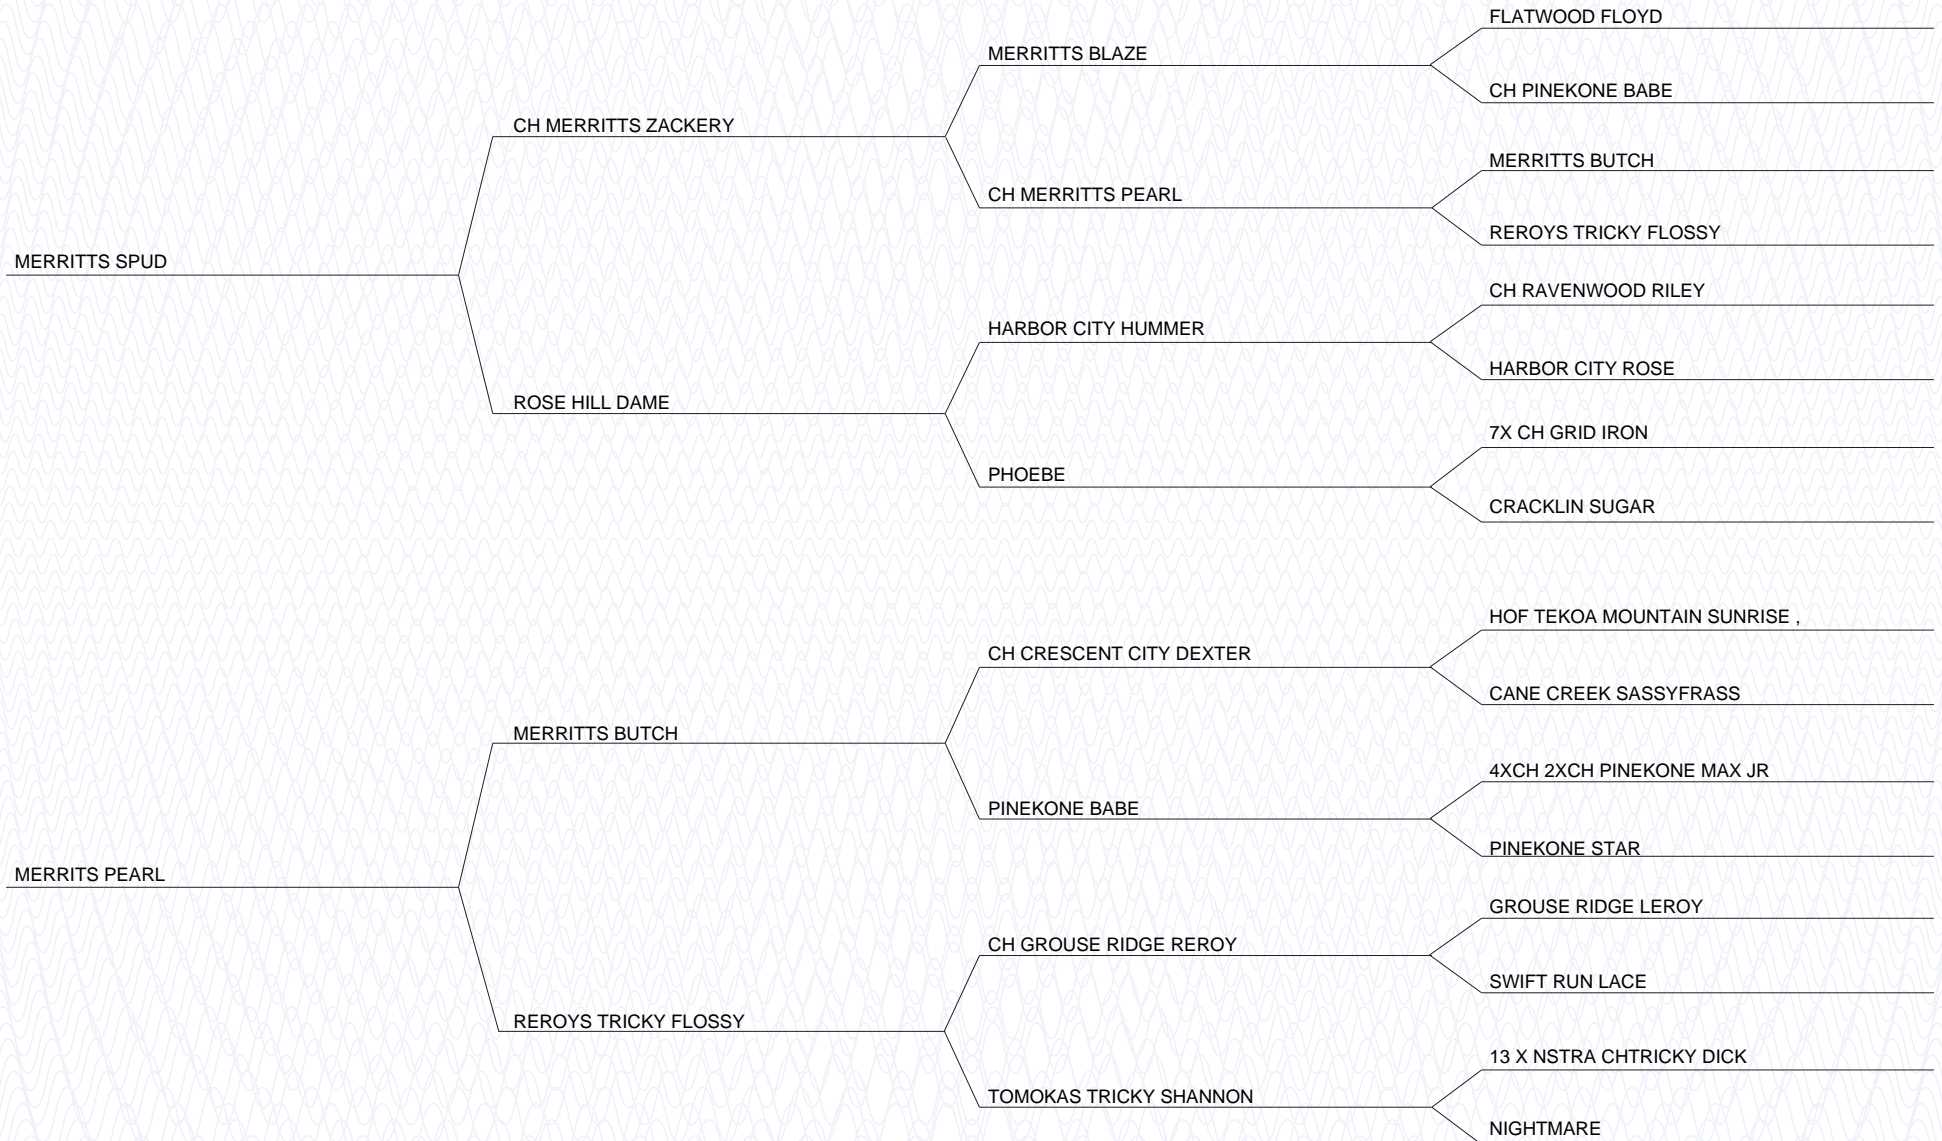 FLATWOOD FLOYD
MERRITTS BLAZE
CH PINEKONE BABE
CH MERRITTS ZACKERY
MERRITTS BUTCH
CH MERRITTS PEARL
REROYS TRICKY FLOSSY
MERRITTS SPUD
CH RAVENWOOD RILEY
HARBOR CITY HUMMER
HARBOR CITY ROSE
ROSE HILL DAME
7X CH GRID IRON
PHOEBE
CRACKLIN SUGAR
HOF TEKOA MOUNTAIN SUNRISE ,
CH CRESCENT CITY DEXTER
CANE CREEK SASSYFRASS
MERRITTS BUTCH
4XCH 2XCH PINEKONE MAX JR
PINEKONE BABE
PINEKONE STAR
MERRITS PEARL
GROUSE RIDGE LEROY
CH GROUSE RIDGE REROY
SWIFT RUN LACE
REROYS TRICKY FLOSSY
13 X NSTRA CHTRICKY DICK
TOMOKAS TRICKY SHANNON
NIGHTMARE